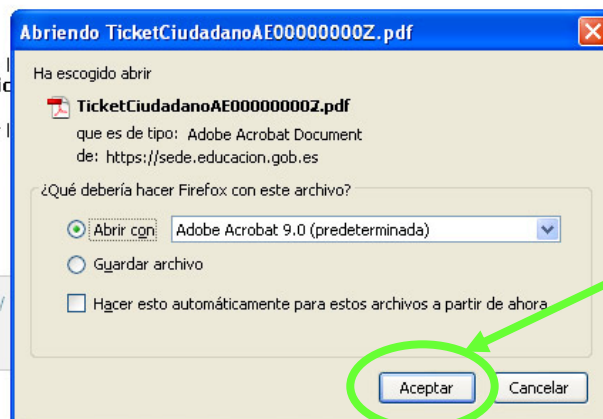 Abriendo TicketCiudadanoAE00000000Z.pdf
Ha escogido abrir
TicketCiudadanoAE00000000Z.pdf
que es de tipo: Adobe Acrobat Document
de: https://sede.educacion.gob.es
¿Qué debería hacer Firefox con este archivo?
Abrir con Adobe Acrobat 9.0 (predeterminada)
Guardar archivo
Hacer esto automáticamente para estos archivos a partir de ahora
Aceptar Cancelar